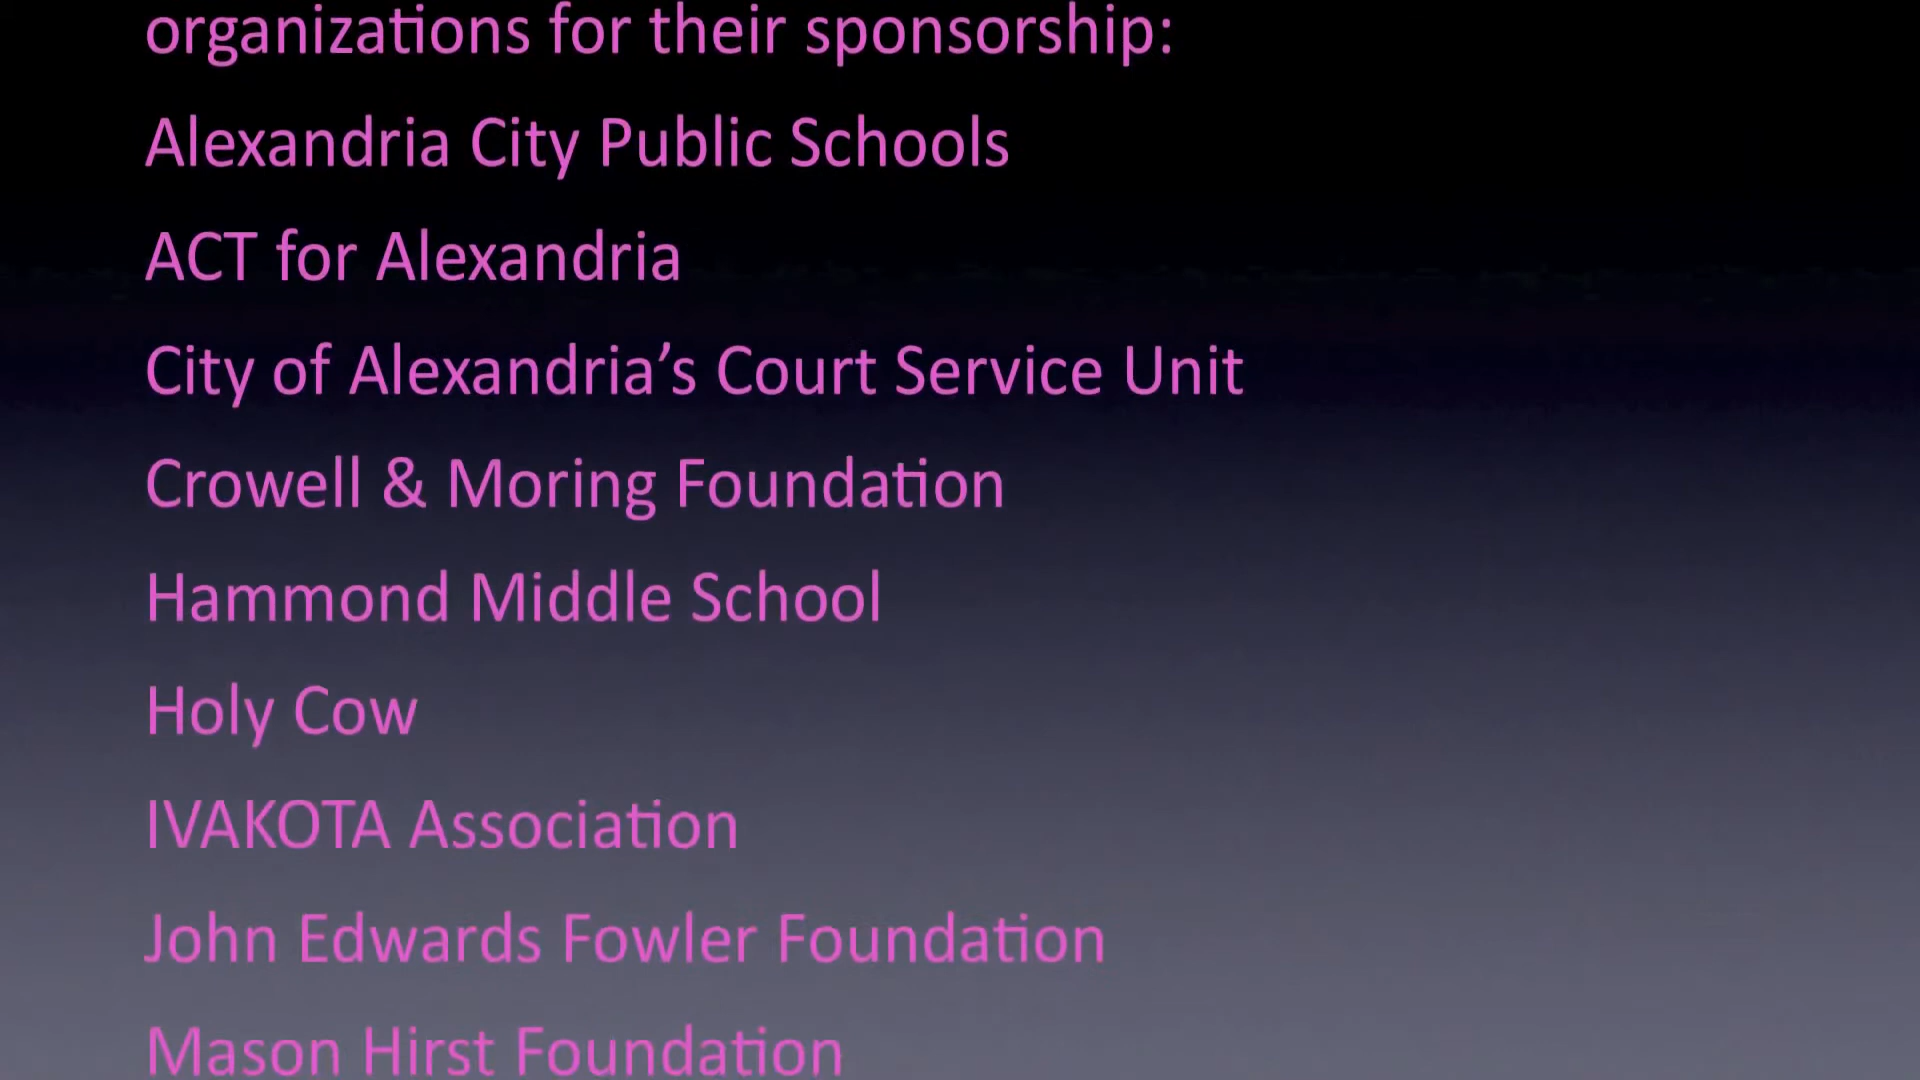 organizations for their sponsorship:
Alexandria City Public Schools
ACT for Alexandria
City of Alexandria’s Court Service Unit
Crowell & Moring Foundation
Hammond Middle School
Holy Cow
IVAKOTA Association
John Edwards Fowler Foundation
Mason Hirst Foundation